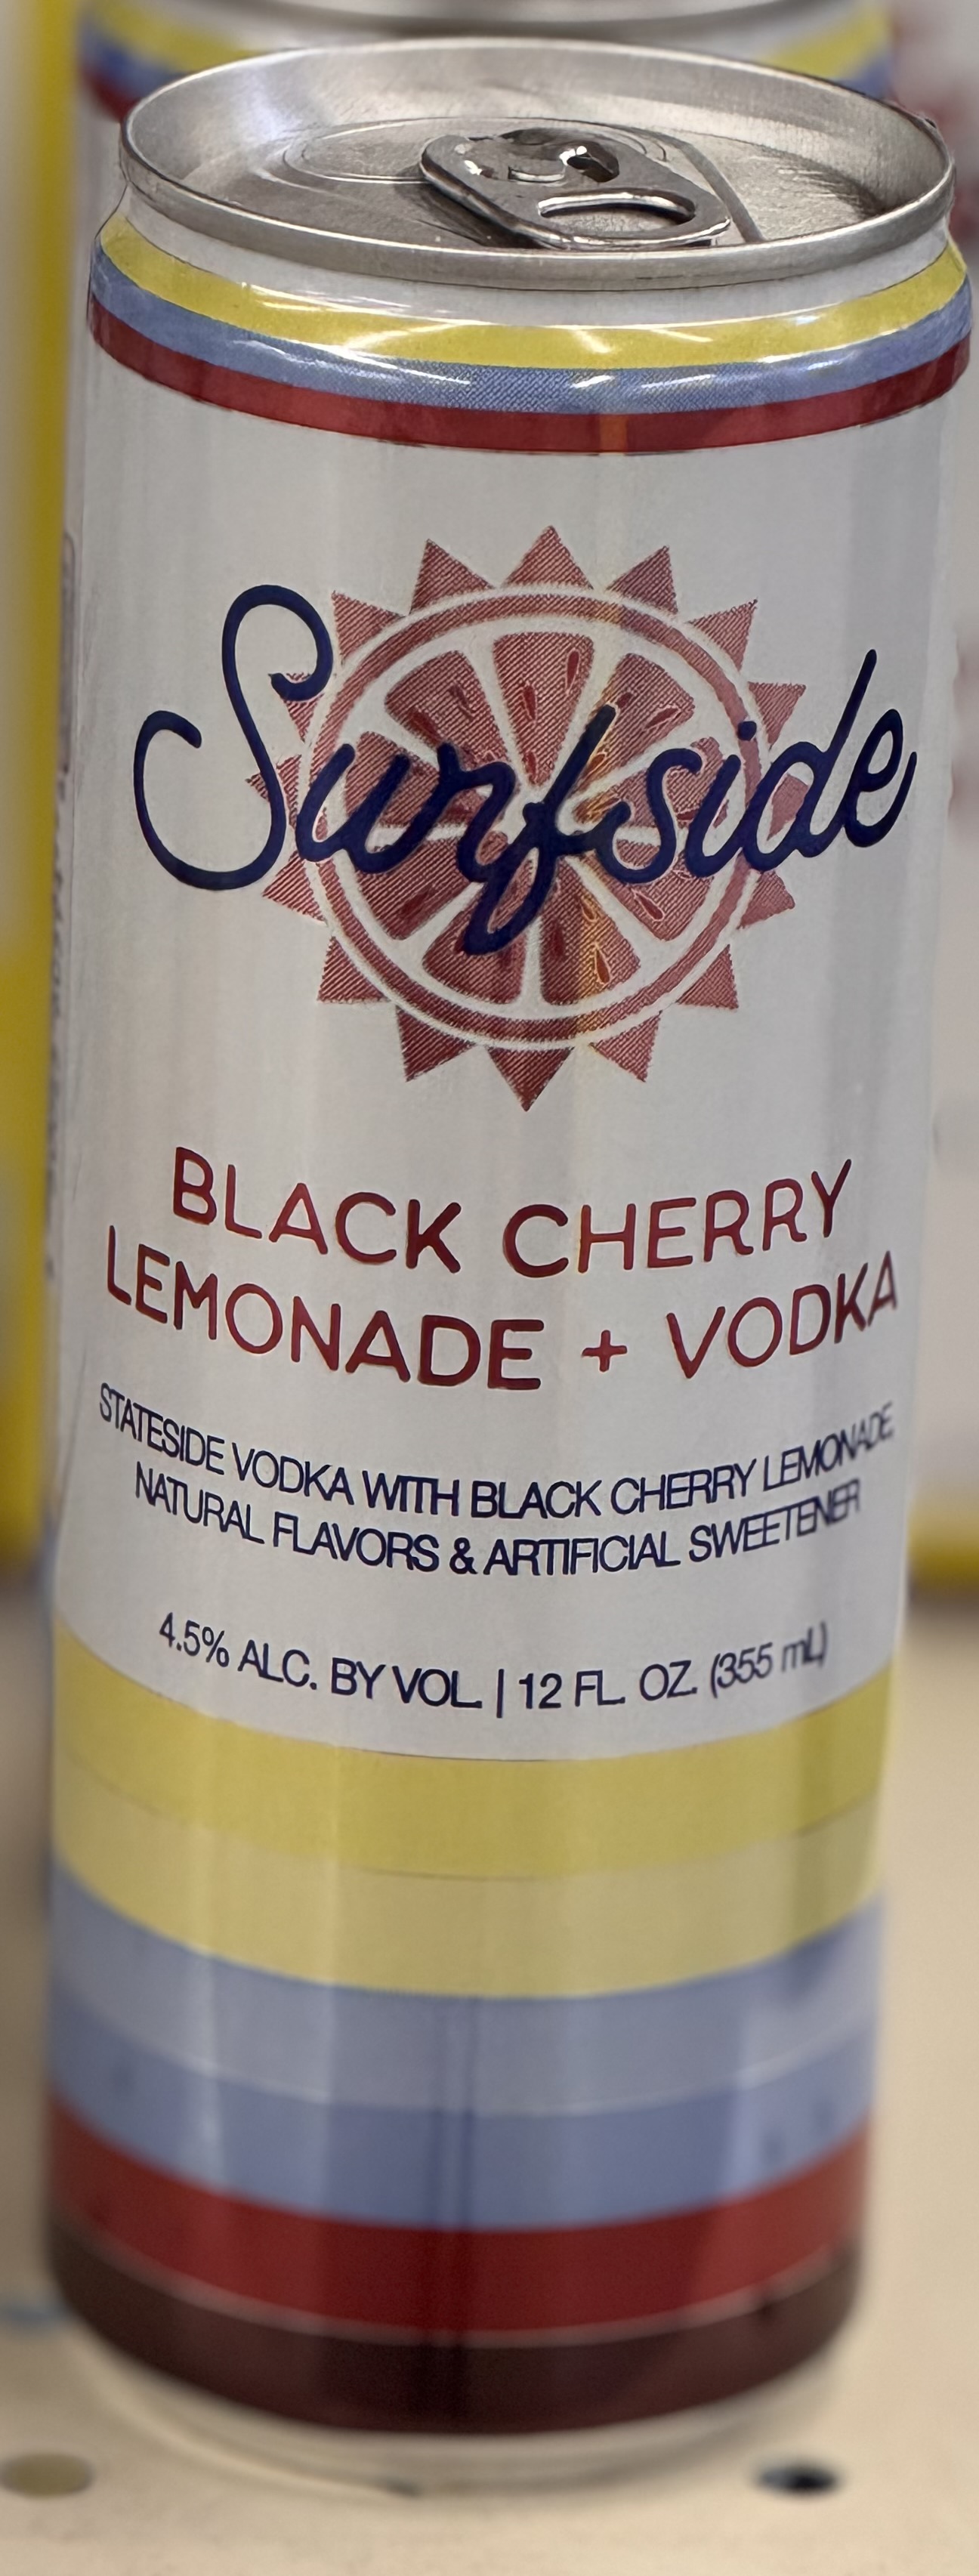 Surfside
BLACK CHERRY
LEMONADE + VODKA
STATESIDE VODKA WITH BLACK CHERRY LEMONADE
NATURAL FLAVORS & ARTIFICIAL SWEETENER
4.5% ALC. BY VOL. | 12 FL. OZ. (355 mL)